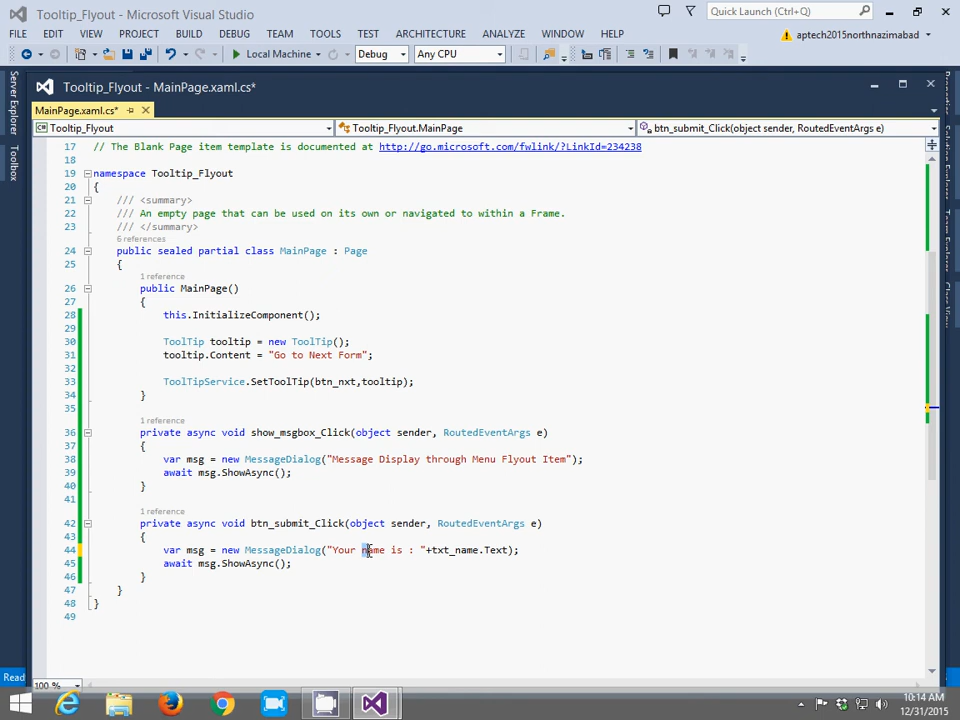 Tooltip_Flyout - Microsoft Visual Studio
Quick Launch (Ctrl+Q)
FILE EDIT VIEW PROJECT BUILD DEBUG TEAM TOOLS TEST ARCHITECTURE ANALYZE WINDOW HELP
aptech2015northnazimabad
Local Machine Debug Any CPU
Server Explorer
Toolbox
Tooltip_Flyout - MainPage.xaml.cs*
MainPage.xaml.cs*
Tooltip_Flyout Tooltip_Flyout.MainPage btn_submit_Click(object sender, RoutedEventArgs e)
17 // The Blank Page item template is documented at http://go.microsoft.com/fwlink/?LinkId=234238
18
19 namespace Tooltip_Flyout
20 {
21 /// <summary>
22 /// An empty page that can be used on its own or navigated to within a Frame.
23 /// </summary>
6 references
24 public sealed partial class MainPage : Page
25 {
1 reference
26 public MainPage()
27 {
28 this.InitializeComponent();
29
30 ToolTip tooltip = new ToolTip();
31 tooltip.Content = "Go to Next Form";
32
33 ToolTipService.SetToolTip(btn_nxt,tooltip);
34 }
35
1 reference
36 private async void show_msgbox_Click(object sender, RoutedEventArgs e)
37 {
38 var msg = new MessageDialog("Message Display through Menu Flyout Item");
39 await msg.ShowAsync();
40 }
41
1 reference
42 private async void btn_submit_Click(object sender, RoutedEventArgs e)
43 {
44 var msg = new MessageDialog("Your name is : "+txt_name.Text);
45 await msg.ShowAsync();
46 }
47 }
48 }
49
100 %
Read
10:14 AM
12/31/2015